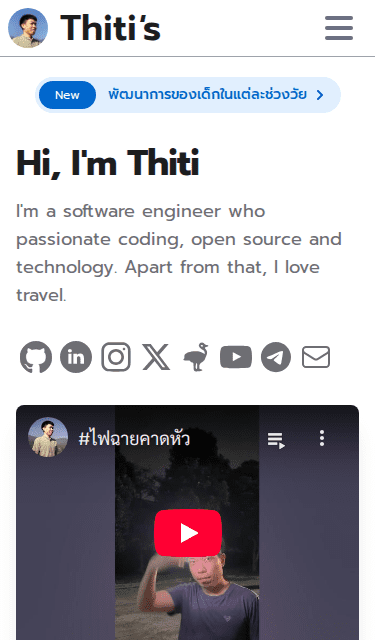 Thiti's
New
พัฒนาการของเด็กในแต่ละช่วงวัย
Hi, I'm Thiti
I'm a software engineer who
passionate coding, open source and
technology. Apart from that, I love
travel.
#ไฟฉายคาดหัว